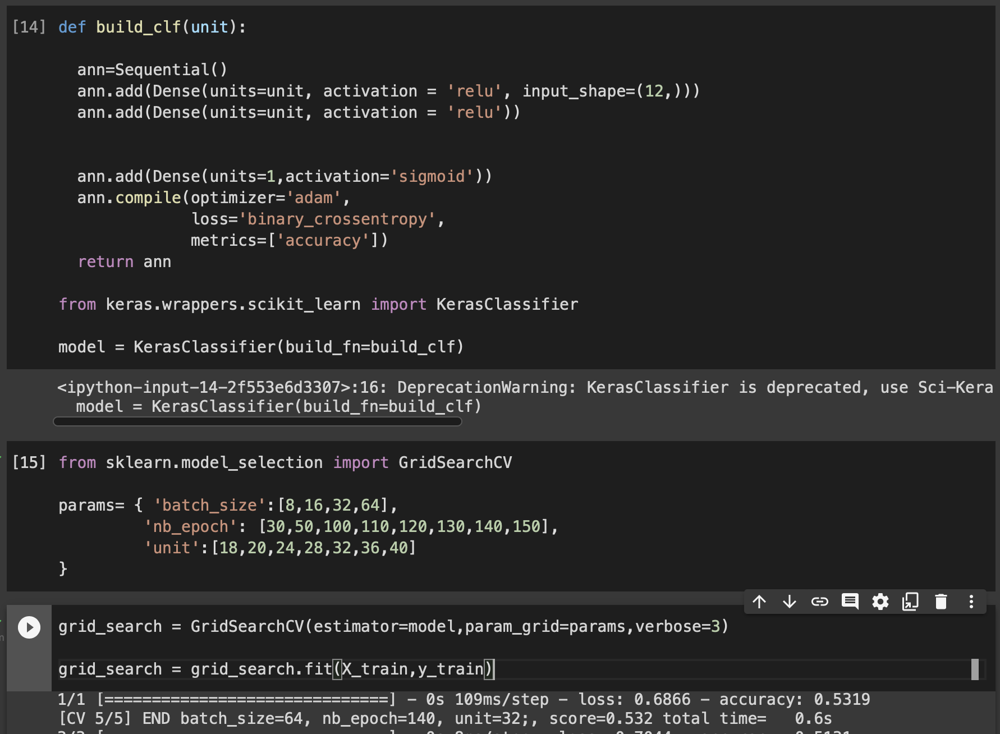 [14] def build_clf(unit):
ann=Sequential()
ann.add(Dense(units=unit, activation = 'relu', input_shape=(12,)))
ann.add(Dense(units=unit, activation = 'relu'))
ann.add(Dense(units=1,activation='sigmoid'))
ann.compile(optimizer='adam',
loss='binary_crossentropy',
metrics=['accuracy'])
return ann
from keras.wrappers.scikit_learn import KerasClassifier
model = KerasClassifier(build_fn=build_clf)
<ipython-input-14-2f553e6d3307>:16: DeprecationWarning: KerasClassifier is deprecated, use Sci-Kera
model = KerasClassifier(build_fn=build_clf)
[15] from sklearn.model_selection import GridSearchCV
params= { 'batch_size':[8,16,32,64],
'nb_epoch': [30,50,100,110,120,130,140,150],
'unit':[18,20,24,28,32,36,40]
}
grid_search = GridSearchCV(estimator=model,param_grid=params,verbose=3)
grid_search = grid_search.fit(X_train,y_train)
1/1 [==============================] - 0s 109ms/step - loss: 0.6866 - accuracy: 0.5319
[CV 5/5] END batch_size=64, nb_epoch=140, unit=32;, score=0.532 total time=   0.6s